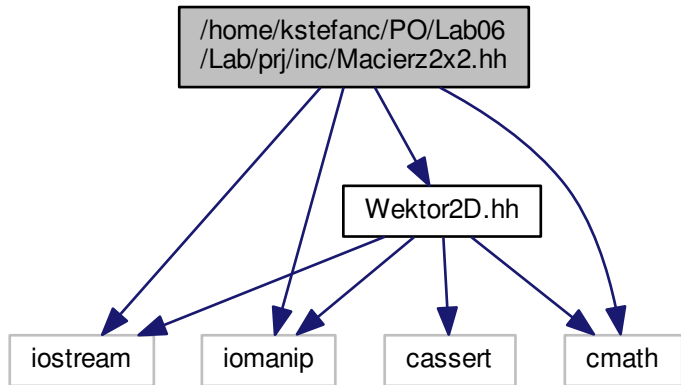 /home/kstefanc/PO/Lab06
/Lab/prj/inc/Macierz2x2.hh
Wektor2D.hh
iostream
iomanip
cassert
cmath